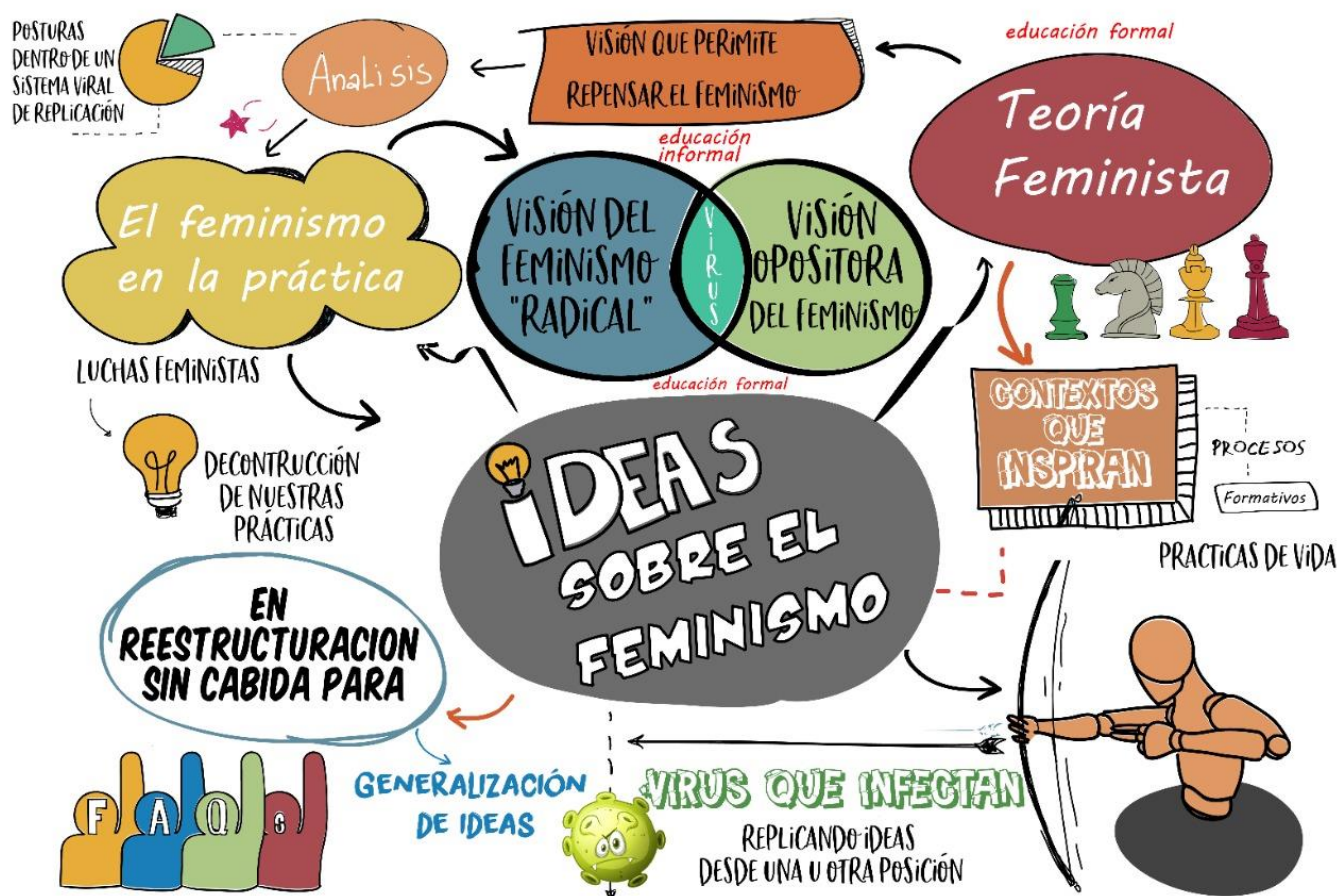 POSTURAS
DENTRO DE UN
SISTEMA VIRAL
DE REPLICACIÓN
Analisis
VISIÓN QUE PERIMITE
REPENSAR EL FEMINISMO
educación formal
Teoría
Feminista
educación
informal
El feminismo
en la práctica
VISIÓN DEL
FEMINISMO
"RADICAL"
VIRUS
VISIÓN
OPOSITORA
DEL FEMINISMO
educación formal
LUCHAS FEMINISTAS
DECONTRUCCIÓN
DE NUESTRAS
PRÁCTICAS
IDEAS
SOBRE EL
FEMINISMO
CONTEXTOS
QUE
INSPIRAN
PROCESOS
Formativos
PRACTICAS DE VIDA
EN
REESTRUCTURACION
SIN CABIDA PARA
GENERALIZACIÓN
DE IDEAS
FAQs
VIRUS QUE INFECTAN
REPLICANDO IDEAS
DESDE UNA U OTRA POSICIÓN